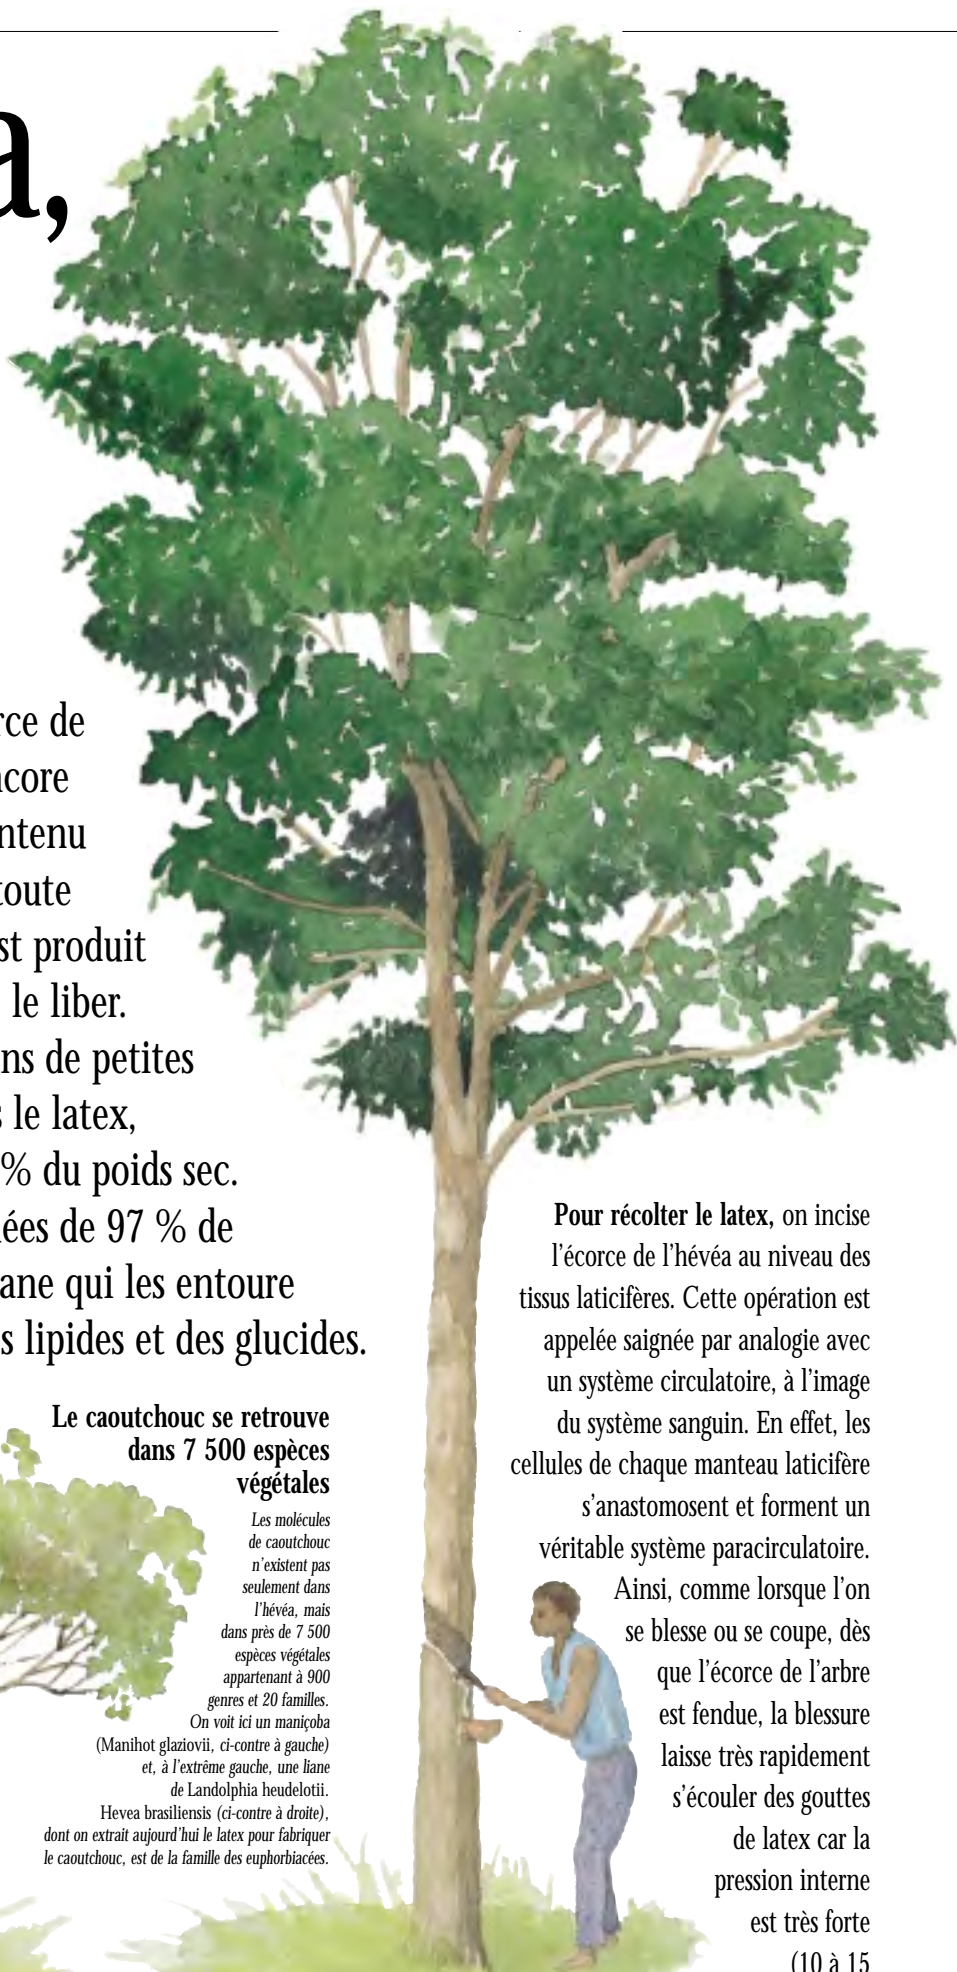 a,
rce de
core
ntenu
toute
st produit
le liber.
ns de petites
s le latex,
% du poids sec.
ées de 97 % de
ane qui les entoure
s lipides et des glucides.
Le caoutchouc se retrouve
dans 7 500 espèces
végétales
Les molécules
de caoutchouc
n'existent pas
seulement dans
l'hévéa, mais
dans près de 7 500
espèces végétales
appartenant à 900
genres et 20 familles.
On voit ici un maniçoba
(Manihot glaziovii, ci-contre à gauche)
et, à l'extrême gauche, une liane
de Landolphia heudelotii.
Hevea brasiliensis (ci-contre à droite),
dont on extrait aujourd'hui le latex pour fabriquer
le caoutchouc, est de la famille des euphorbiacées.
Pour récolter le latex, on incise
l'écorce de l'hévéa au niveau des
tissus laticifères. Cette opération est
appelée saignée par analogie avec
un système circulatoire, à l'image
du système sanguin. En effet, les
cellules de chaque manteau laticifère
s'anastomosent et forment un
véritable système paracirculatoire.
Ainsi, comme lorsque l'on
se blesse ou se coupe, dès
que l'écorce de l'arbre
est fendue, la blessure
laisse très rapidement
s'écouler des gouttes
de latex car la
pression interne
est très forte
(10 à 15